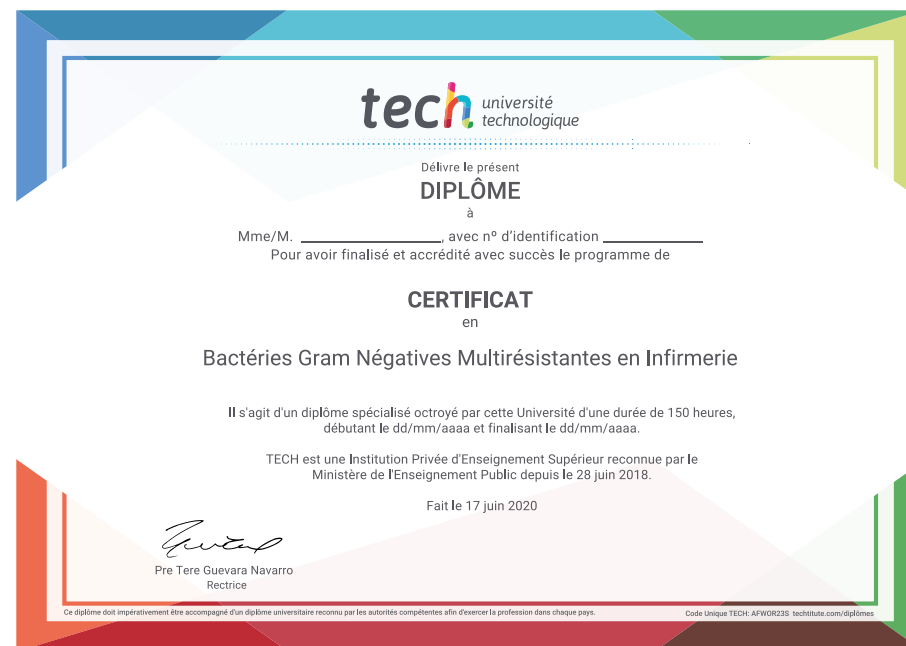 tech université
technologique
Délivre le présent
DIPLÔME
à
Mme/M. ____________________, avec nº d'identification ______________
Pour avoir finalisé et accrédité avec succès le programme de
CERTIFICAT
en
Bactéries Gram Négatives Multirésistantes en Infirmerie
Il s'agit d'un diplôme spécialisé octroyé par cette Université d'une durée de 150 heures,
débutant le dd/mm/aaaa et finalisant le dd/mm/aaaa.
TECH est une Institution Privée d'Enseignement Supérieur reconnue par le
Ministère de l'Enseignement Public depuis le 28 juin 2018.
Fait le 17 juin 2020
Pre Tere Guevara Navarro
Rectrice
Ce diplôme doit impérativement être accompagné d'un diplôme universitaire reconnu par les autorités compétentes afin d'exercer la profession dans chaque pays.
Code Unique TECH: AFWOR23S techtitute.com/diplômes